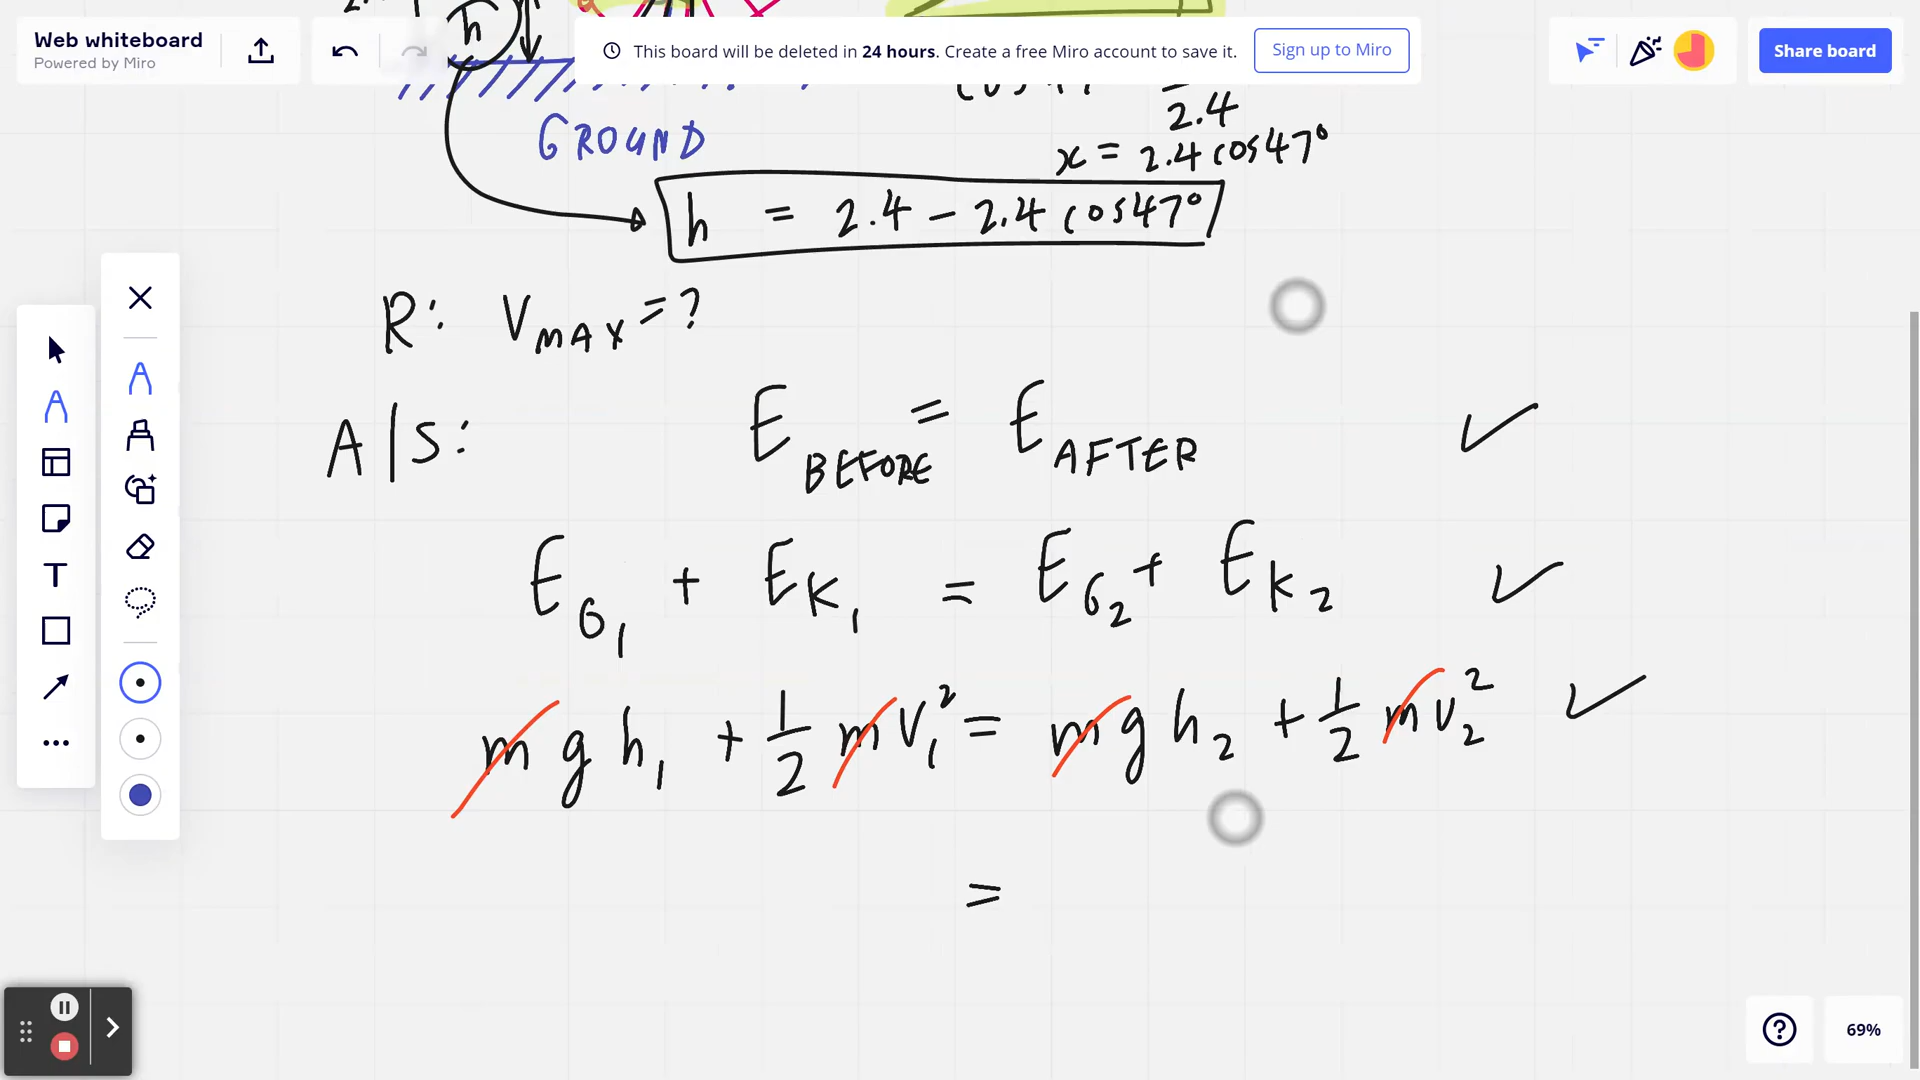 Web whiteboard
Powered by Miro
This board will be deleted in 24 hours. Create a free Miro account to save it.
Sign up to Miro
Share board
h
GROUND
2.4
x = 2.4 cos47°
h = 2.4 - 2.4 cos47°
R: VMAX = ?
A/S: E BEFORE = E AFTER ✓
EG₁ + EK₁ = EG₂ + EK₂ ✓
mgh₁ + 1/2 mv₁² = mgh₂ + 1/2 mv₂² ✓
=
T
69%